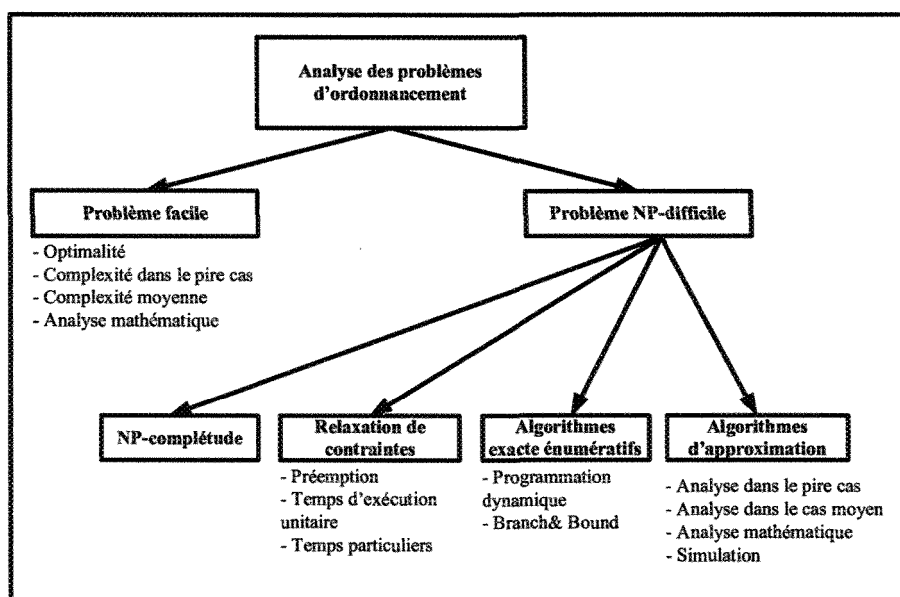 Analyse des problèmes
d'ordonnancement
Problème facile
- Optimalité
- Complexité dans le pire cas
- Complexité moyenne
- Analyse mathématique
Problème NP-difficile
NP-complétude
Relaxation de
contraintes
- Préemption
- Temps d'exécution
unitaire
- Temps particuliers
Algorithmes
exacte énumératifs
- Programmation
dynamique
- Branch& Bound
Algorithmes
d'approximation
- Analyse dans le pire cas
- Analyse dans le cas moyen
- Analyse mathématique
- Simulation